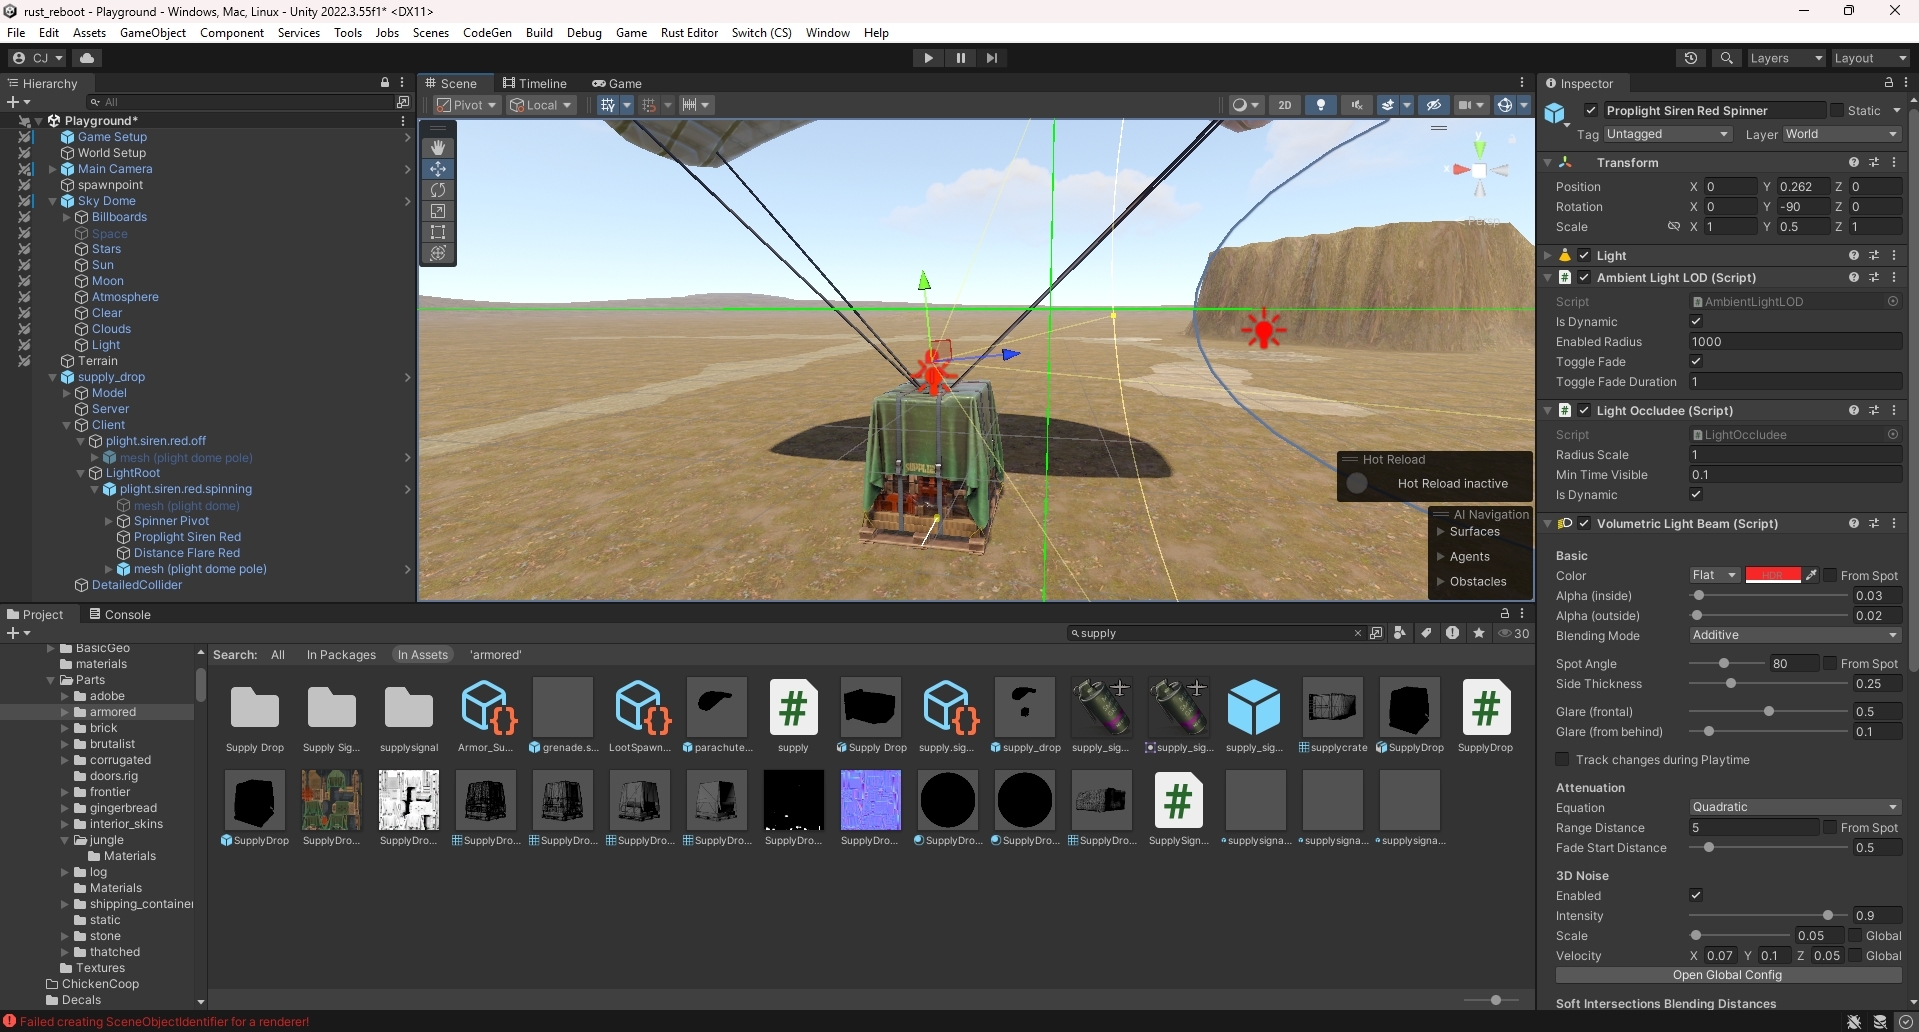 rust_reboot - Playground - Windows, Mac, Linux - Unity 2022.3.55f1* <DX11>
File Edit Assets GameObject Component Services Tools Jobs Scenes CodeGen Build Debug Game Rust Editor Switch (CS) Window Help
CJ
Layers
Layout
Hierarchy
All
Playground*
Game Setup
World Setup
Main Camera
spawnpoint
Sky Dome
Billboards
Space
Stars
Sun
Moon
Atmosphere
Clear
Clouds
Light
Terrain
supply_drop
Model
Server
Client
plight.siren.red.off
mesh (plight dome pole)
LightRoot
plight.siren.red.spinning
mesh (plight dome)
Spinner Pivot
Proplight Siren Red
Distance Flare Red
mesh (plight dome pole)
DetailedCollider
Scene Timeline Game
Pivot Local
2D
y
x
Persp
SUPPLIES
Hot Reload
Hot Reload inactive
AI Navigation
Surfaces
Agents
Obstacles
Inspector
Proplight Siren Red Spinner
Static
Tag Untagged Layer World
Transform
Position X 0 Y 0.262 Z 0
Rotation X 0 Y -90 Z 0
Scale X 1 Y 0.5 Z 1
Light
Ambient Light LOD (Script)
Script AmbientLightLOD
Is Dynamic
Enabled Radius 1000
Toggle Fade
Toggle Fade Duration 1
Light Occludee (Script)
Script LightOccludee
Radius Scale 1
Min Time Visible 0.1
Is Dynamic
Volumetric Light Beam (Script)
Basic
Color Flat HDR From Spot
Alpha (inside) 0.03
Alpha (outside) 0.02
Blending Mode Additive
Spot Angle 80 From Spot
Side Thickness 0.25
Glare (frontal) 0.5
Glare (from behind) 0.1
Track changes during Playtime
Attenuation
Equation Quadratic
Range Distance 5 From Spot
Fade Start Distance 0.5
3D Noise
Enabled
Intensity 0.9
Scale 0.05 Global
Velocity X 0.07 Y 0.1 Z 0.05 Global
Open Global Config
Soft Intersections Blending Distances
Project Console
supply
30
BasicGeo
materials
Parts
adobe
armored
brick
brutalist
corrugated
doors.rig
frontier
gingerbread
interior_skins
jungle
Materials
log
Materials
shipping_container
static
stone
thatched
Textures
ChickenCoop
Decals
Search: All In Packages In Assets 'armored'
Supply Drop
Supply Sig...
supplysignal
Armor_Su...
grenade.s...
LootSpawn...
parachute...
supply
Supply Drop
supply.sig...
supply_drop
supply_sig...
supply_sig...
supply_sig...
supplycrate
SupplyDrop
SupplyDrop
SupplyDrop
SupplyDro...
SupplyDro...
SupplyDro...
SupplyDro...
SupplyDro...
SupplyDro...
SupplyDro...
SupplyDro...
SupplyDro...
SupplyDro...
SupplyDro...
SupplySign...
supplysigna...
supplysigna...
supplysigna...
Failed creating SceneObjectIdentifier for a renderer!